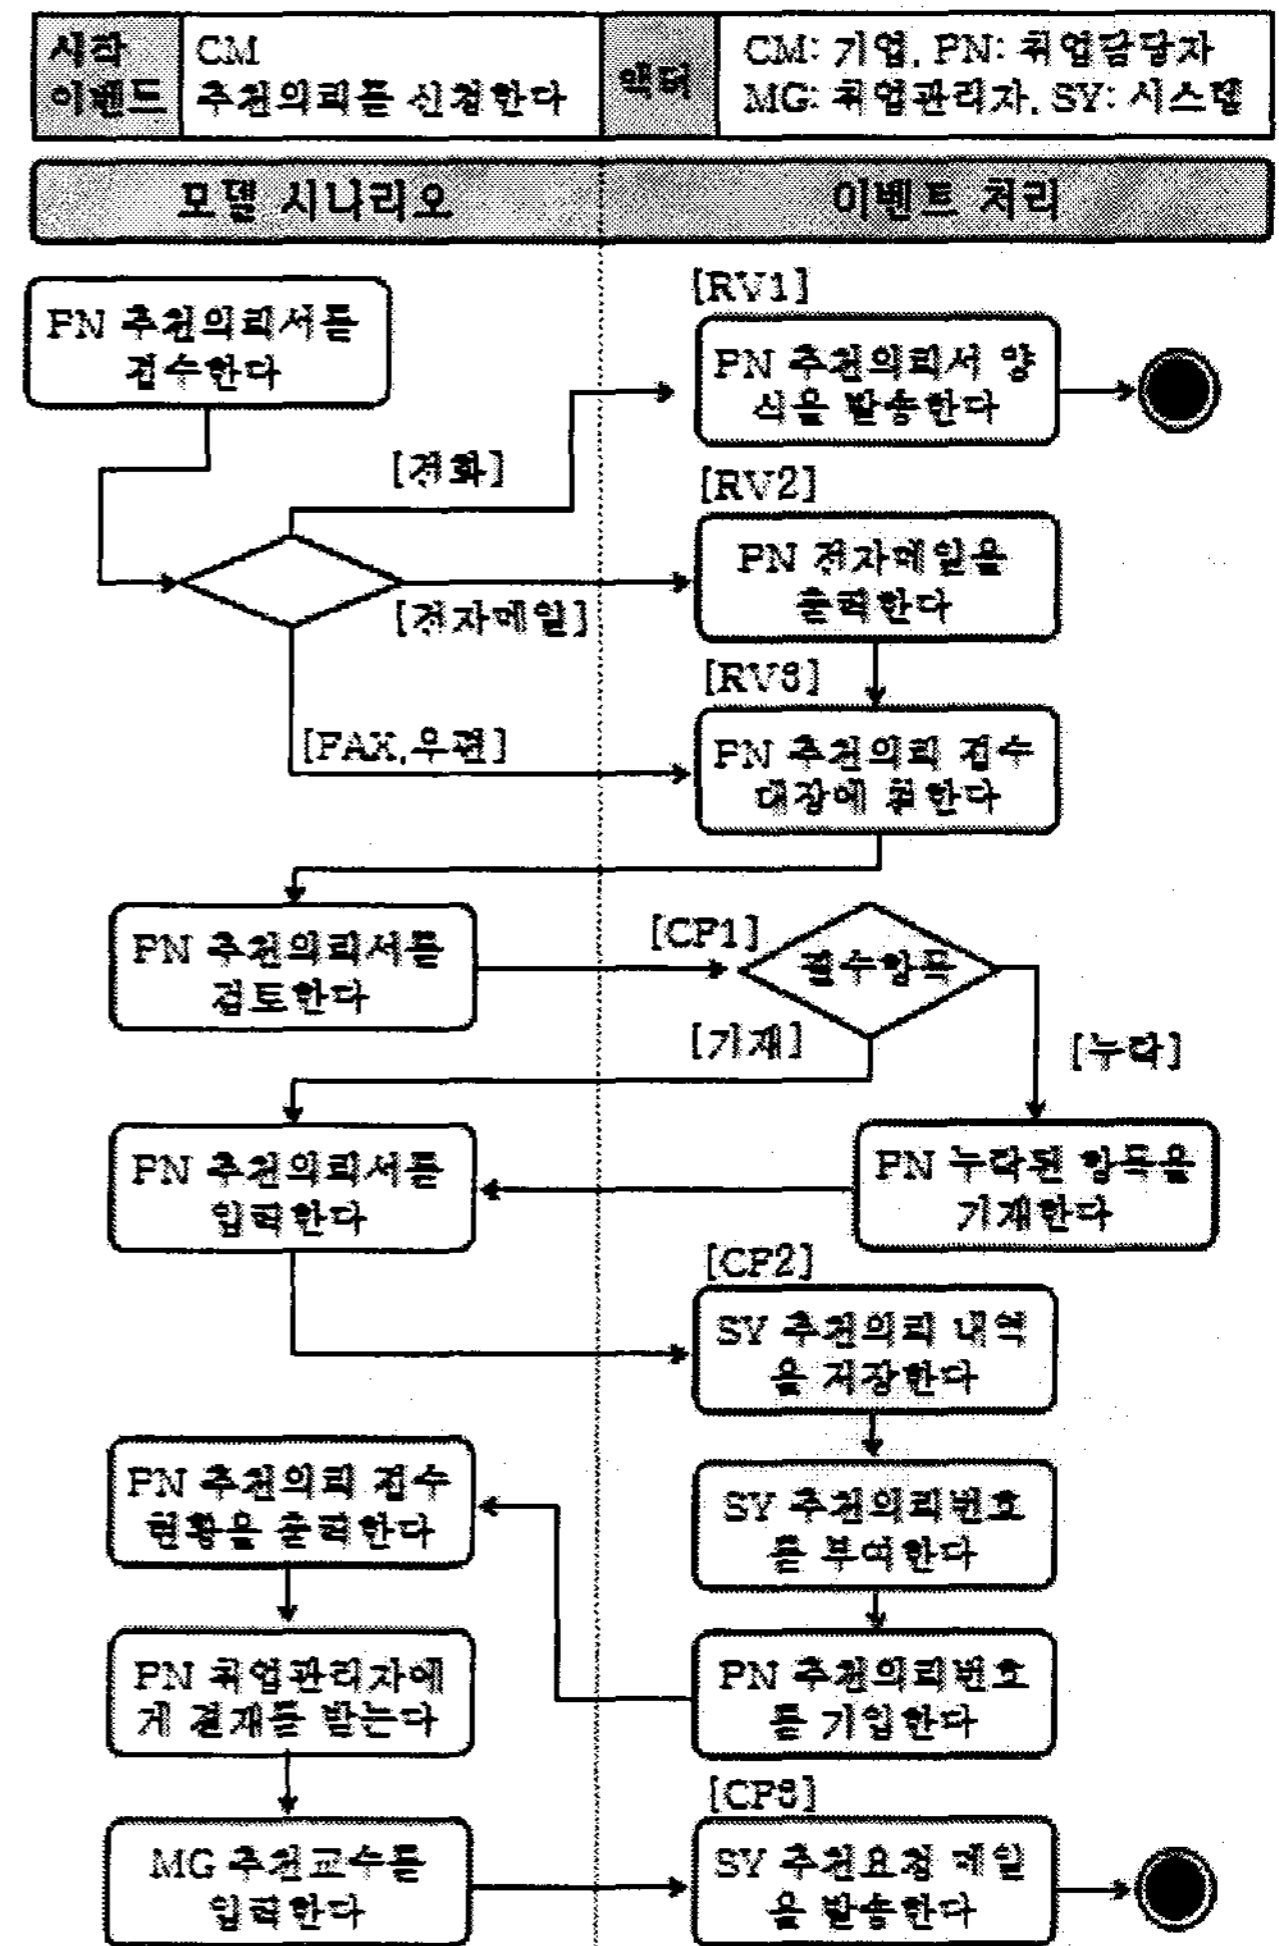 시작
이벤트
CM
추천의뢰를 신청한다
액터
CM: 기업, PN: 취업담당자
MG: 취업관리자, SY: 시스템
모델 시나리오
이벤트 처리
PN 추천의뢰서를
접수한다
[전화]
[전자메일]
[FAX,우편]
[RV1]
PN 추천의뢰서 양
식을 발송한다
[RV2]
PN 전자메일을
출력한다
[RV3]
PN 추천의뢰 접수
대장에 철한다
PN 추천의뢰서를
검토한다
[CP1]
필수항목
[기재]
[누락]
PN 추천의뢰서를
입력한다
PN 누락된 항목을
기재한다
[CP2]
SY 추천의뢰 내역
을 저장한다
SY 추천의뢰번호
를 부여한다
PN 추천의뢰번호
를 기입한다
PN 추천의뢰 접수
현황을 출력한다
PN 취업관리자에
게 결재를 받는다
MG 추천교수를
입력한다
[CP3]
SY 추천요청 메일
을 발송한다